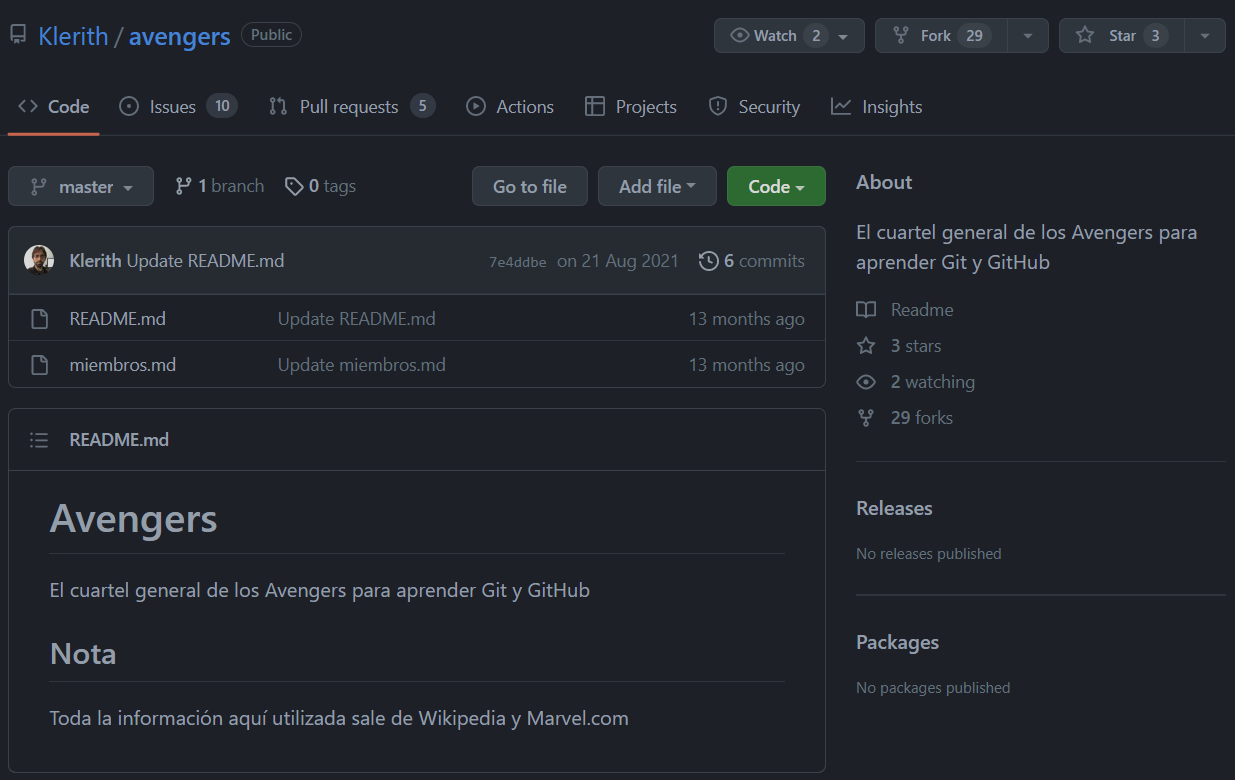 Klerith / avengers Public Watch 2 Fork 29 Star 3
Code Issues 10 Pull requests 5 Actions Projects Security Insights
master 1 branch 0 tags Go to file Add file Code
Klerith Update README.md 7e4ddbe on 21 Aug 2021 6 commits
README.md Update README.md 13 months ago
miembros.md Update miembros.md 13 months ago
README.md
Avengers
El cuartel general de los Avengers para aprender Git y GitHub
Nota
Toda la información aquí utilizada sale de Wikipedia y Marvel.com
About
El cuartel general de los Avengers para
aprender Git y GitHub
Readme
3 stars
2 watching
29 forks
Releases
No releases published
Packages
No packages published